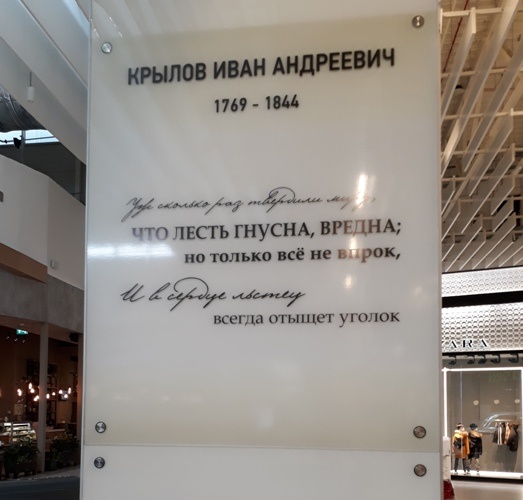 КРЫЛОВ ИВАН АНДРЕЕВИЧ
1769 - 1844
Уж сколько раз твердили миру,
ЧТО ЛЕСТЬ ГНУСНА, ВРЕДНА;
но только всё не впрок,
И в сердце льстец
всегда отыщет уголок
ARA